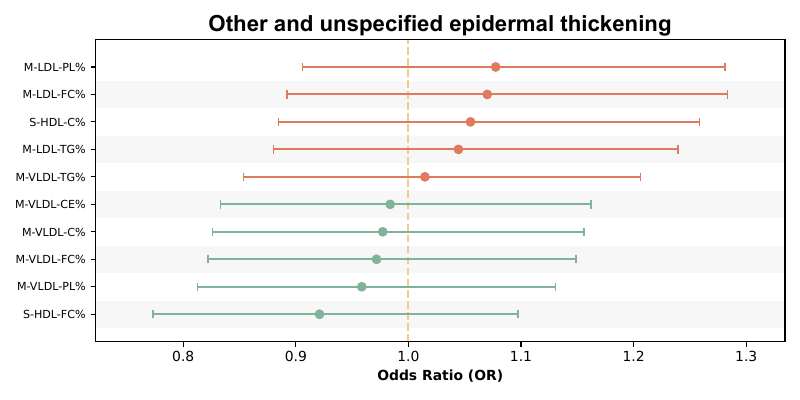 Other and unspecified epidermal thickening
M-LDL-PL%
M-LDL-FC%
S-HDL-C%
M-LDL-TG%
M-VLDL-TG%
M-VLDL-CE%
M-VLDL-C%
M-VLDL-FC%
M-VLDL-PL%
S-HDL-FC%
0.8 0.9 1.0 1.1 1.2 1.3
Odds Ratio (OR)